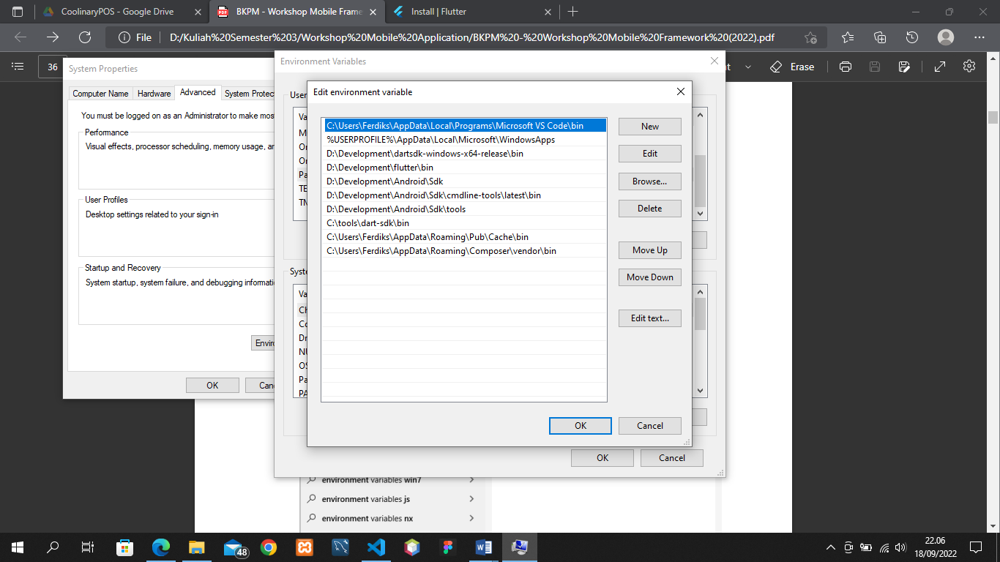 CoolinaryPOS - Google Drive
BKPM - Workshop Mobile Frame
Install | Flutter
File
D:/Kuliah%20Semester%203/Workshop%20Mobile%20Application/BKPM%20-%20Workshop%20Mobile%20Framework%20(2022).pdf
36
Erase
System Properties
Computer Name
Hardware
Advanced
System Protec
You must be logged on as an Administrator to make mos
Performance
Visual effects, processor scheduling, memory usage, an
User Profiles
Desktop settings related to your sign-in
Startup and Recovery
System startup, system failure, and debugging informatio
Envir
OK
Canc
Environment Variables
User
Va
M
On
On
Pa
TE
TM
Syste
Va
Co
Dr
NU
OS
Pa
PA
OK
Cancel
Edit environment variable
C:\Users\Ferdiks\AppData\Local\Programs\Microsoft VS Code\bin
%USERPROFILE%\AppData\Local\Microsoft\WindowsApps
D:\Development\dartsdk-windows-x64-release\bin
D:\Development\flutter\bin
D:\Development\Android\Sdk
D:\Development\Android\Sdk\cmdline-tools\latest\bin
D:\Development\Android\Sdk\tools
C:\tools\dart-sdk\bin
C:\Users\Ferdiks\AppData\Roaming\Pub\Cache\bin
C:\Users\Ferdiks\AppData\Roaming\Composer\vendor\bin
New
Edit
Browse...
Delete
Move Up
Move Down
Edit text...
OK
Cancel
environment variables win7
environment variables js
environment variables nx
48
22.06
18/09/2022